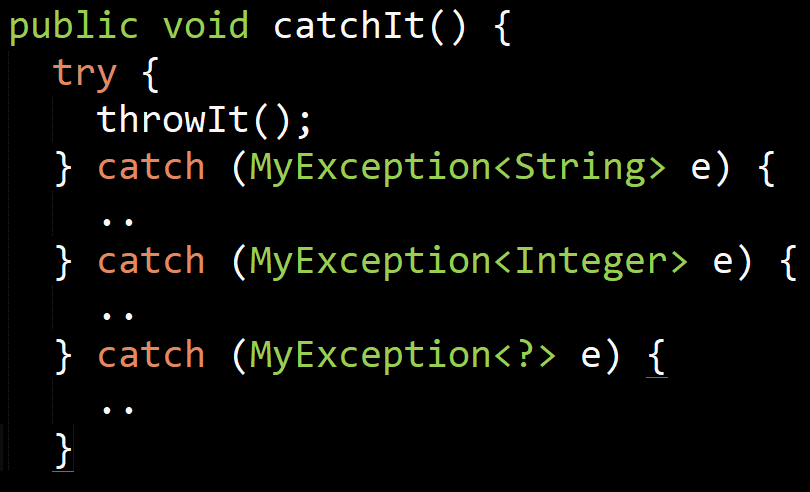 public void catchIt() {
try {
throwIt();
} catch (MyException<String> e) {
..
} catch (MyException<Integer> e) {
..
} catch (MyException<?> e) {
..
}